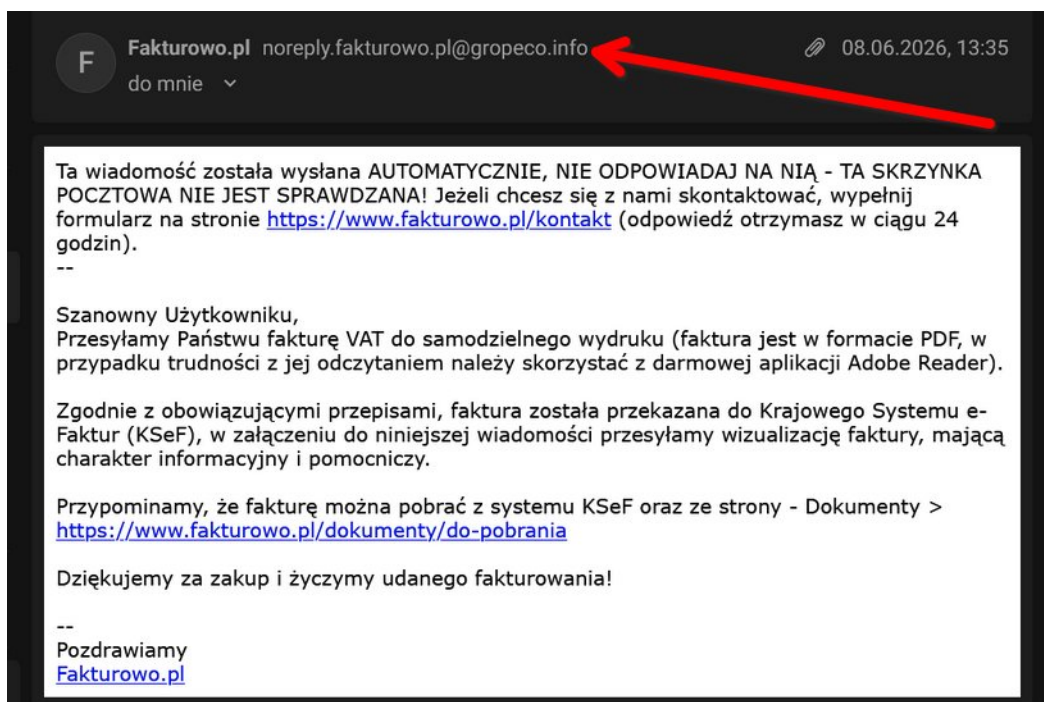 F
Fakturowo.pl noreply.fakturowo.pl@gropeco.info 08.06.2026, 13:35
do mnie
Ta wiadomość została wysłana AUTOMATYCZNIE, NIE ODPOWIADAJ NA NIĄ - TA SKRZYNKA
POCZTOWA NIE JEST SPRAWDZANA! Jeżeli chcesz się z nami skontaktować, wypełnij
formularz na stronie https://www.fakturowo.pl/kontakt (odpowiedź otrzymasz w ciągu 24
godzin).
--
Szanowny Użytkowniku,
Przesyłamy Państwu fakturę VAT do samodzielnego wydruku (faktura jest w formacie PDF, w
przypadku trudności z jej odczytaniem należy skorzystać z darmowej aplikacji Adobe Reader).
Zgodnie z obowiązującymi przepisami, faktura została przekazana do Krajowego Systemu e-
Faktur (KSeF), w załączeniu do niniejszej wiadomości przesyłamy wizualizację faktury, mającą
charakter informacyjny i pomocniczy.
Przypominamy, że fakturę można pobrać z systemu KSeF oraz ze strony - Dokumenty >
https://www.fakturowo.pl/dokumenty/do-pobrania
Dziękujemy za zakup i życzymy udanego fakturowania!
--
Pozdrawiamy
Fakturowo.pl